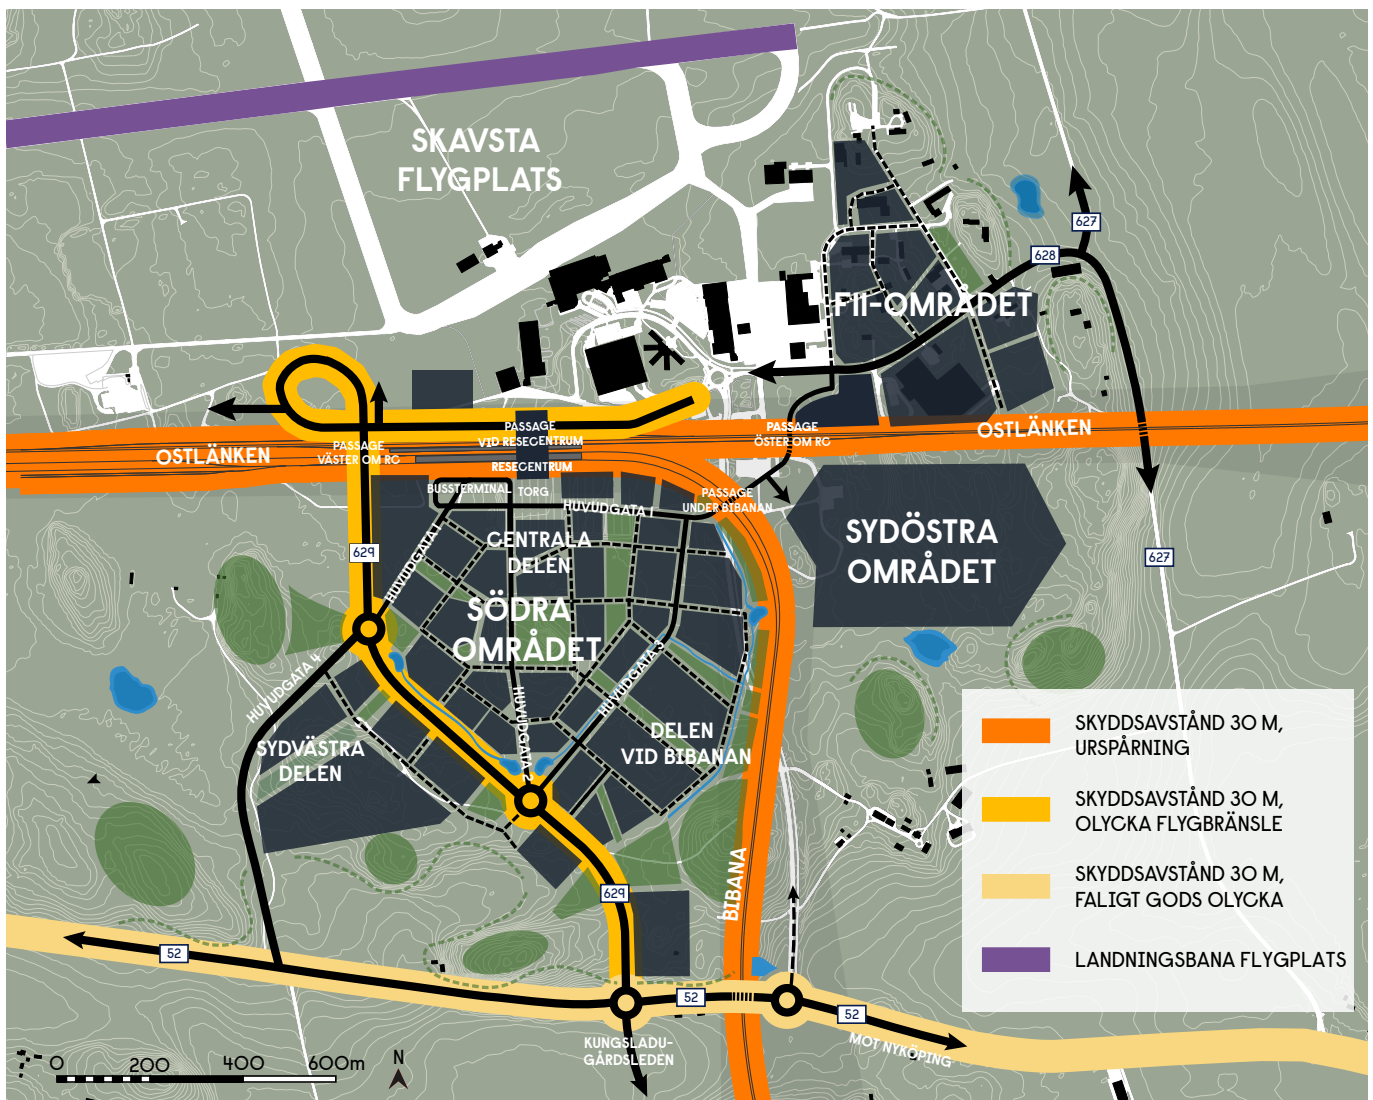 SKAVSTA
FLYGPLATS
627
628
FII-OMRÅDET
PASSAGE
VID RESECENTRUM
PASSAGE
ÖSTER OM RC
OSTLÄNKEN
OSTLÄNKEN
PASSAGE
VÄSTER OM RC
RESECENTRUM
BUSSTERMINAL
TORG
PASSAGE
UNDER BIBANAN
HUVUDGATA 1
HUVUDGATA
CENTRALA
DELEN
SYDÖSTRA
OMRÅDET
629
627
SÖDRA
OMRÅDET
HUVUDGATA 4
HUVUDGATA 3
HUVUDGATA 2
SYDVÄSTRA
DELEN
DELEN
VID BIBANAN
BIBANA
629
52
52
52
MOT NYKÖPING
KUNGSLADU-
GÅRDSLEDEN
SKYDDSAVSTÅND 30 M,
URSPÅRNING
SKYDDSAVSTÅND 30 M,
OLYCKA FLYGBRÄNSLE
SKYDDSAVSTÅND 30 M,
FALIGT GODS OLYCKA
LANDNINGSBANA FLYGPLATS
0 200 400 600m
N